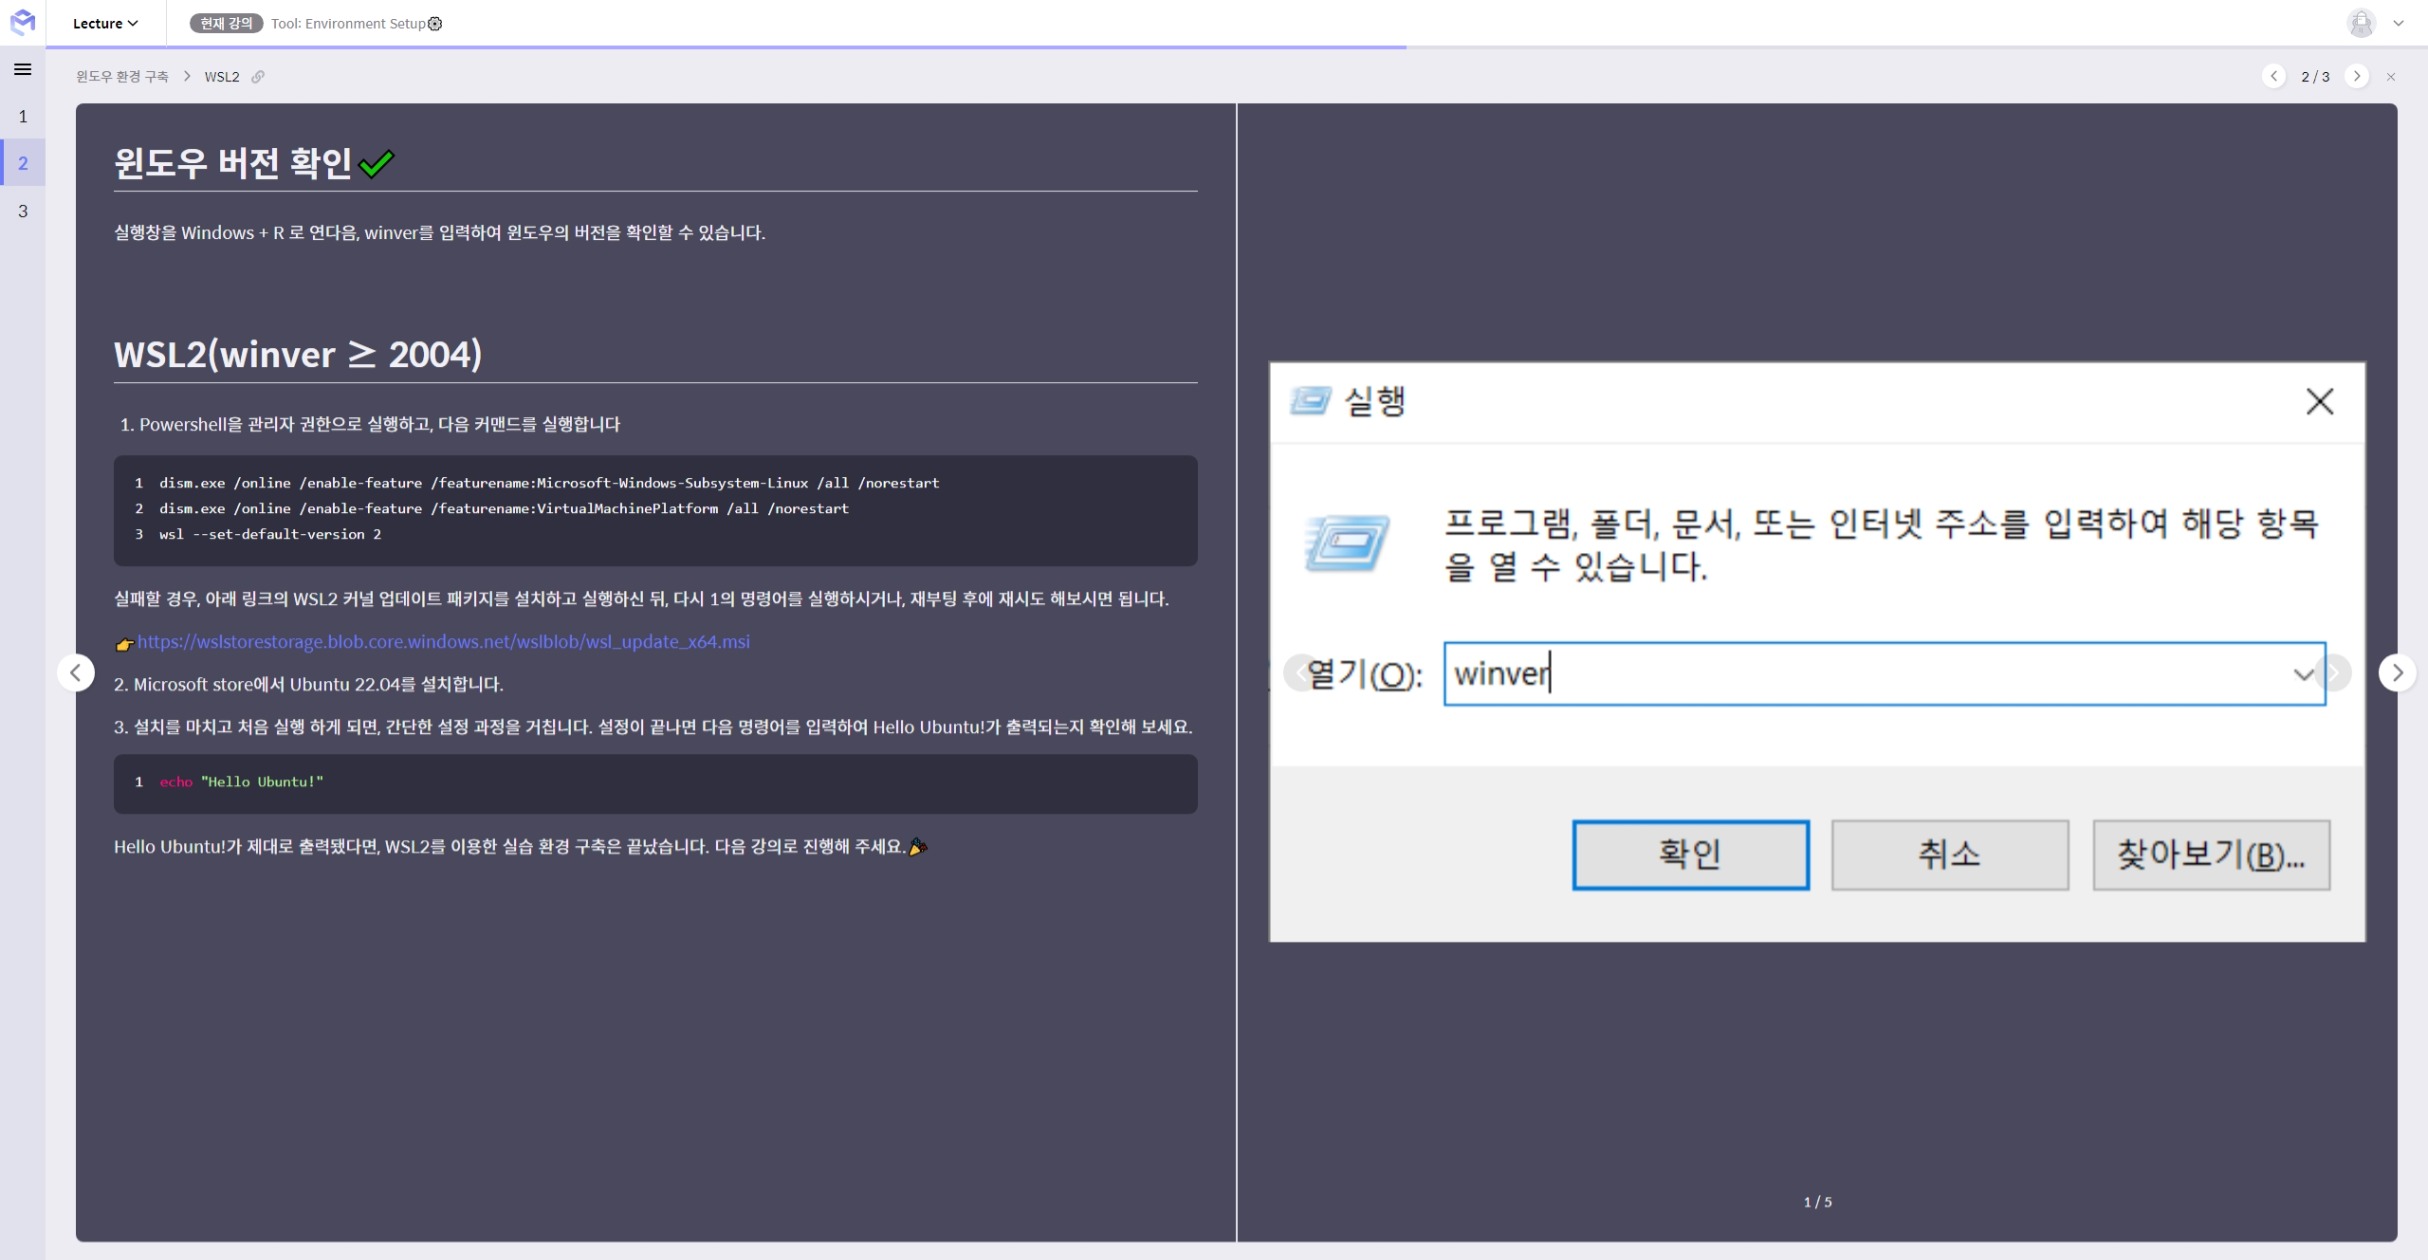 Lecture
현재 강의 Tool: Environment Setup
윈도우 환경 구축 > WSL2
2 / 3
1
2
3
윈도우 버전 확인
실행창을 Windows + R 로 연다음, winver를 입력하여 윈도우의 버전을 확인할 수 있습니다.
WSL2(winver ≥ 2004)
1. Powershell을 관리자 권한으로 실행하고, 다음 커맨드를 실행합니다
1 dism.exe /online /enable-feature /featurename:Microsoft-Windows-Subsystem-Linux /all /norestart
2 dism.exe /online /enable-feature /featurename:VirtualMachinePlatform /all /norestart
3 wsl --set-default-version 2
실패할 경우, 아래 링크의 WSL2 커널 업데이트 패키지를 설치하고 실행하신 뒤, 다시 1의 명령어를 실행하시거나, 재부팅 후에 재시도 해보시면 됩니다.
👉https://wslstorestorage.blob.core.windows.net/wslblob/wsl_update_x64.msi
2. Microsoft store에서 Ubuntu 22.04를 설치합니다.
3. 설치를 마치고 처음 실행 하게 되면, 간단한 설정 과정을 거칩니다. 설정이 끝나면 다음 명령어를 입력하여 Hello Ubuntu!가 출력되는지 확인해 보세요.
1 echo "Hello Ubuntu!"
Hello Ubuntu!가 제대로 출력됐다면, WSL2를 이용한 실습 환경 구축은 끝났습니다. 다음 강의로 진행해 주세요.🎉
실행
프로그램, 폴더, 문서, 또는 인터넷 주소를 입력하여 해당 항목
을 열 수 있습니다.
열기(O): winver
확인 취소 찾아보기(B)...
1 / 5